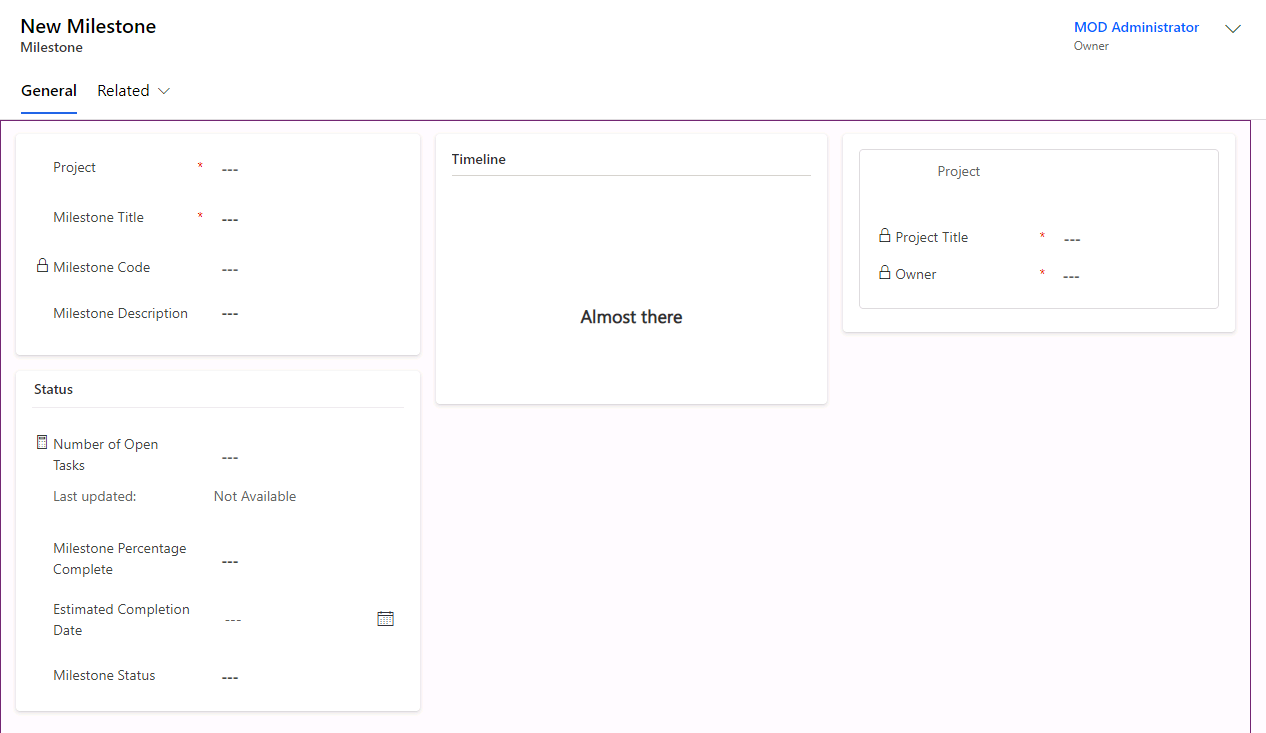 New Milestone
Milestone
MOD Administrator
Owner
General
Related
Project * ---
Milestone Title * ---
Milestone Code ---
Milestone Description ---
Status
Number of Open
Tasks ---
Last updated: Not Available
Milestone Percentage
Complete ---
Estimated Completion
Date ---
Milestone Status ---
Timeline
Almost there
Project
Project Title * ---
Owner * ---